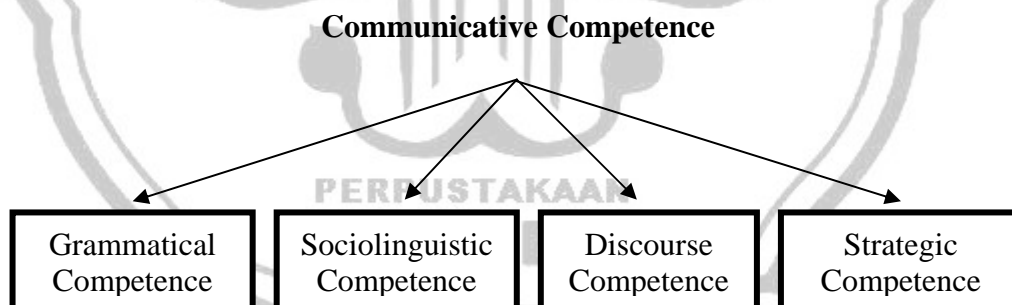 Communicative Competence
PERPUSTAKAAN
Grammatical
Competence
Sociolinguistic
Competence
Discourse
Competence
Strategic
Competence